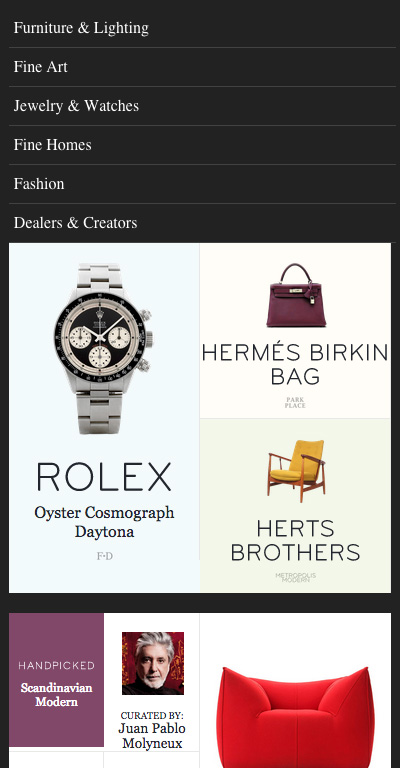 Furniture & Lighting
Fine Art
Jewelry & Watches
Fine Homes
Fashion
Dealers & Creators
ROLEX
Oyster Cosmograph
Daytona
F·D
HERMÉS BIRKIN
BAG
PARK
PLACE
HERTS
BROTHERS
METROPOLIS
MODERN
HANDPICKED
Scandinavian
Modern
CURATED BY:
Juan Pablo
Molyneux